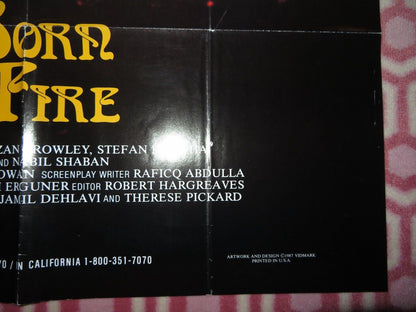 BORN
FIRE
ZAN CROWLEY, STEFAN
AND NABIL SHABAN
OWAN SCREENPLAY WRITER RAFICQ ABDULLA
ERGUNER EDITOR ROBERT HARGREAVES
JAMIL DEHLAVI AND THERESE PICKARD
70 / IN CALIFORNIA 1-800-351-7070
ARTWORK AND DESIGN ©1987 VIDMARK
PRINTED IN U.S.A.